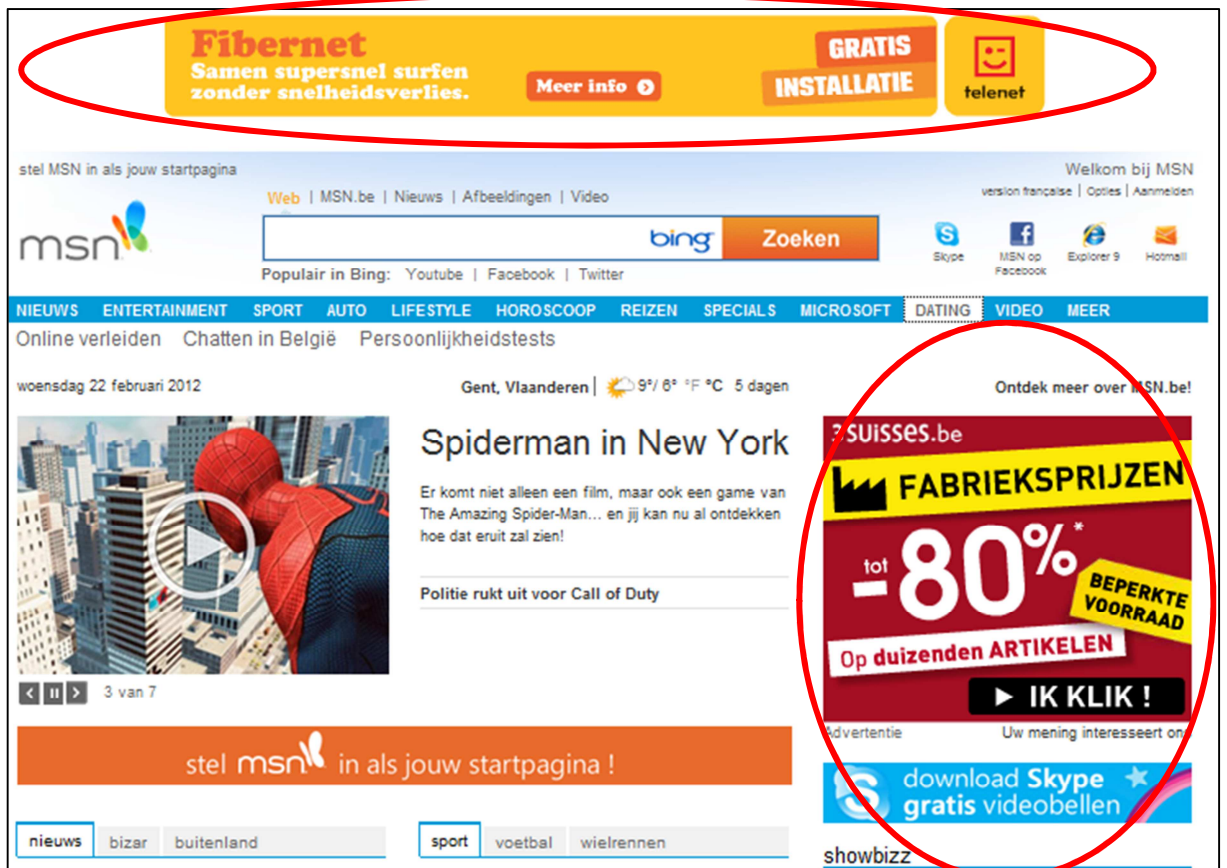 Fibernet
Samen supersnel surfen
zonder snelheidsverlies.
Meer info
GRATIS
INSTALLATIE
telenet
stel MSN in als jouw startpagina
Welkom bij MSN
Web | MSN.be | Nieuws | Afbeeldingen | Video
version française | Opties | Aanmelden
msn
bing
Zoeken
Skype
MSN op
Facebook
Explorer 9
Hotmail
Populair in Bing: Youtube | Facebook | Twitter
NIEUWS ENTERTAINMENT SPORT AUTO LIFESTYLE HOROSCOOP REIZEN SPECIALS MICROSOFT DATING VIDEO MEER
Online verleiden Chatten in België Persoonlijkheidstests
woensdag 22 februari 2012
Gent, Vlaanderen | 9°/ 6° °F °C 5 dagen
Ontdek meer over MSN.be!
Spiderman in New York
Er komt niet alleen een film, maar ook een game van
The Amazing Spider-Man... en jij kan nu al ontdekken
hoe dat eruit zal zien!
Politie rukt uit voor Call of Duty
3 van 7
3SUISSES.be
FABRIEKSPRIJZEN
tot
-80%*
BEPERKTE
VOORRAAD
Op duizenden ARTIKELEN
IK KLIK !
Advertentie
Uw mening interesseert ons
stel msn in als jouw startpagina !
download Skype
gratis videobellen
nieuws bizar buitenland
sport voetbal wielrennen
showbizz